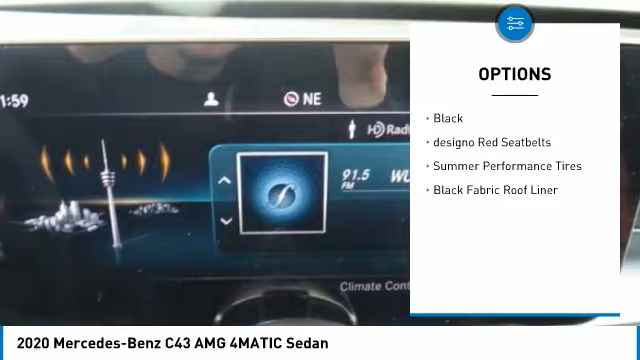 1:59
NE
HD Radi
91.5
FM
WU
Climate Cont
OPTIONS
Black
designo Red Seatbelts
Summer Performance Tires
Black Fabric Roof Liner
2020 Mercedes-Benz C43 AMG 4MATIC Sedan